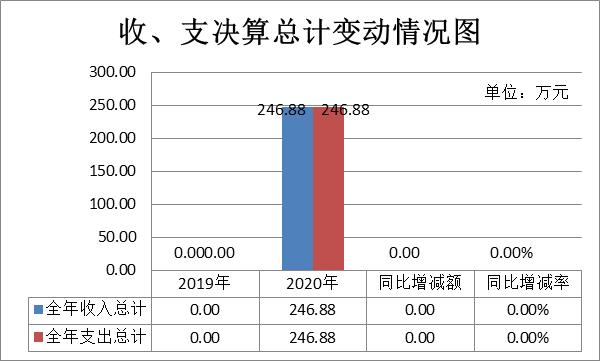 收、支决算总计变动情况图
300.00
单位：万元
250.00
246.88 246.88
200.00
150.00
100.00
50.00
0.000.00 0.00 0.00%
0.00
2019年 2020年 同比增减额 同比增减率
全年收入总计 0.00 246.88 0.00 0.00%
全年支出总计 0.00 246.88 0.00 0.00%